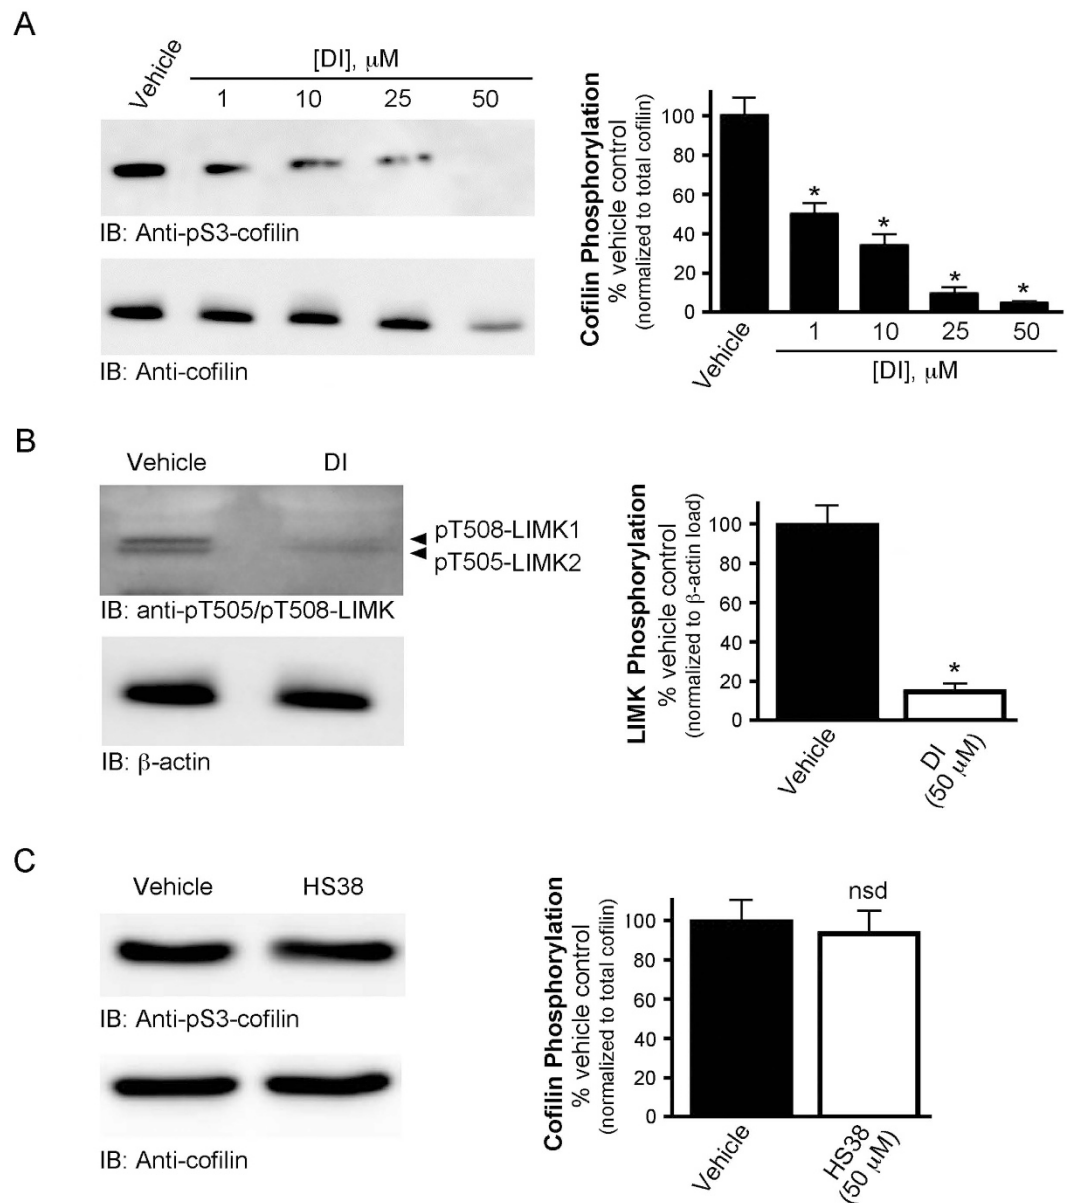 A
Vehicle
[DI], μM
1 10 25 50
IB: Anti-pS3-cofilin
IB: Anti-cofilin
Cofilin Phosphorylation
% vehicle control
(normalized to total cofilin)
100
80
60
40
20
0
*
*
*
*
Vehicle
1 10 25 50
[DI], μM
B
Vehicle DI
pT508-LIMK1
pT505-LIMK2
IB: anti-pT505/pT508-LIMK
IB: β-actin
LIMK Phosphorylation
% vehicle control
(normalized to β-actin load)
100
80
60
40
20
0
*
Vehicle
DI
(50 μM)
C
Vehicle HS38
IB: Anti-pS3-cofilin
IB: Anti-cofilin
Cofilin Phosphorylation
% vehicle control
(normalized to total cofilin)
100
80
60
40
20
0
nsd
Vehicle
HS38
(50 μM)